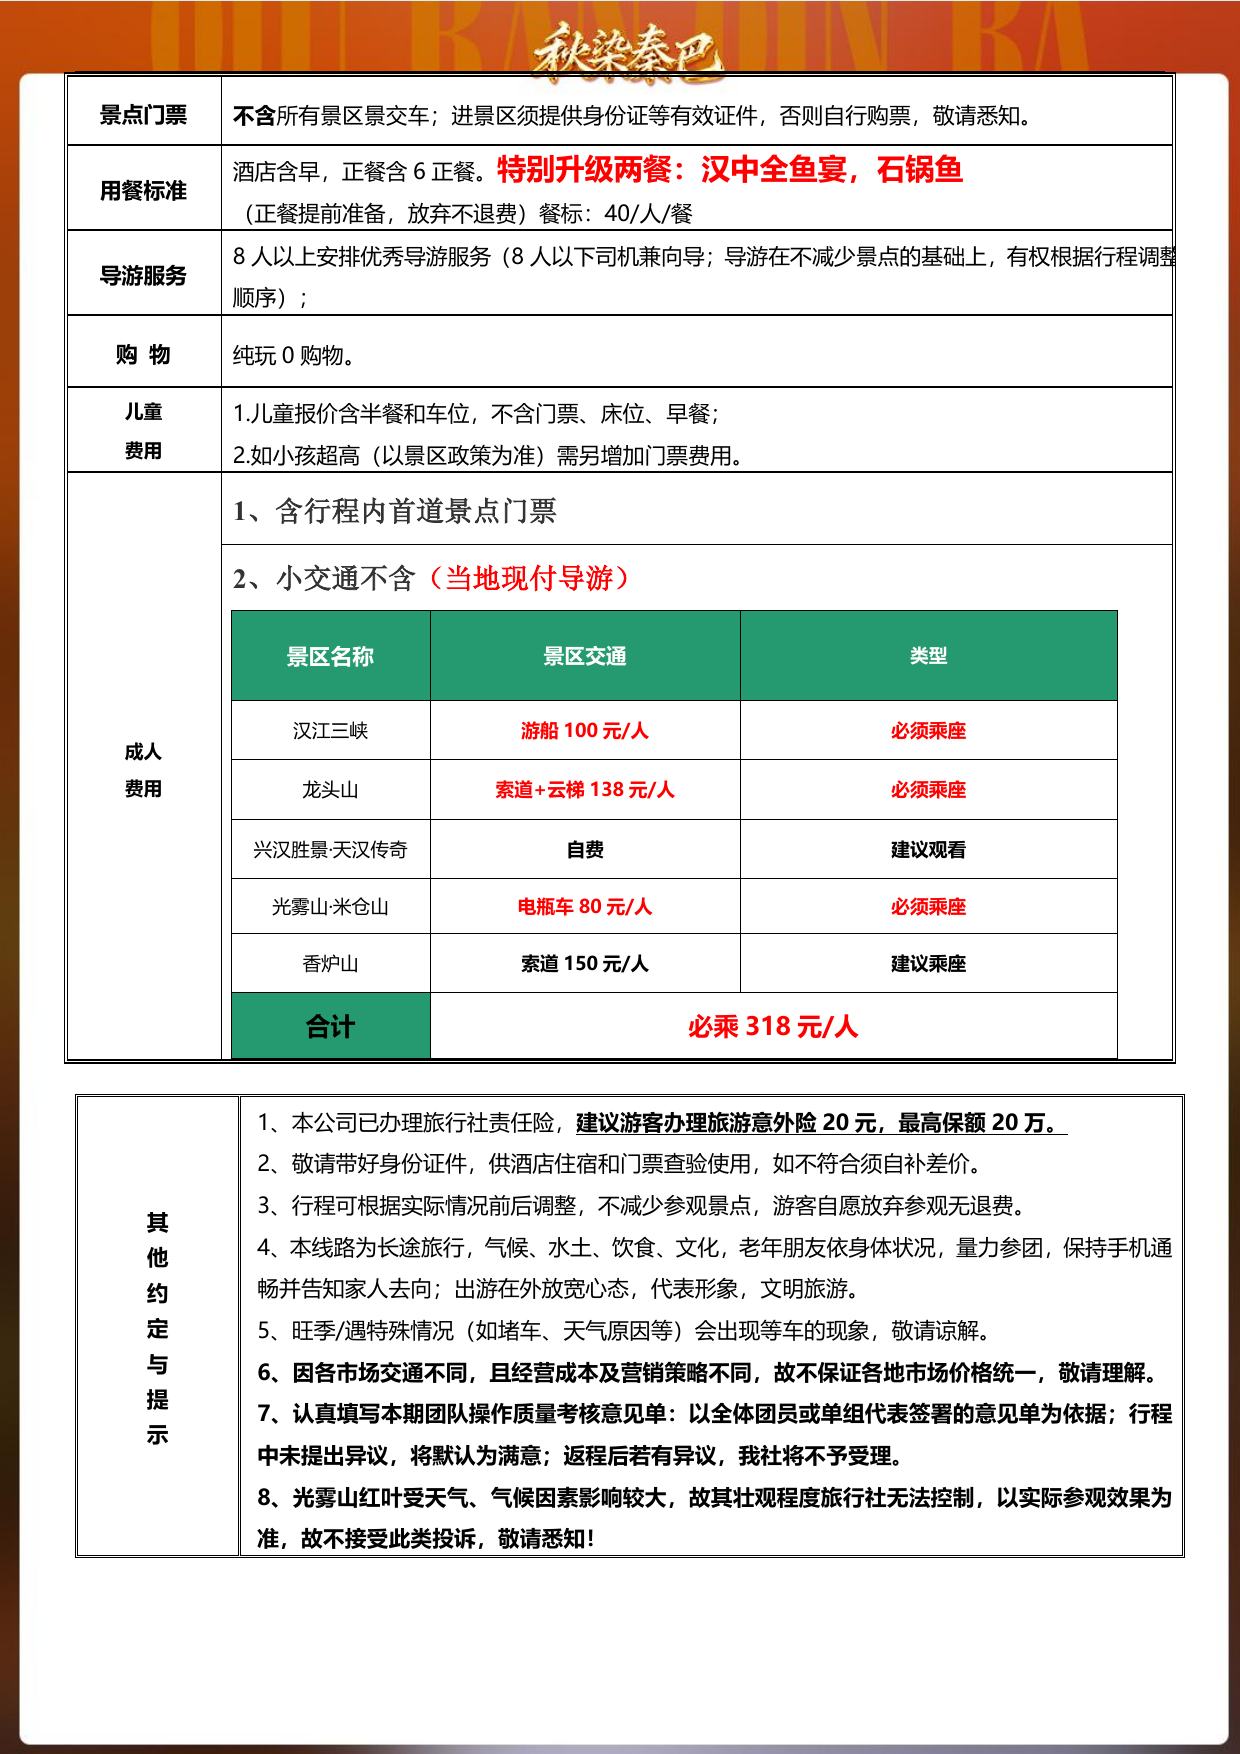 QIU RAN QIN BA
秋染秦巴
景点门票
不含所有景区景交车；进景区须提供身份证等有效证件，否则自行购票，敬请悉知。
用餐标准
酒店含早，正餐含 6 正餐。特别升级两餐：汉中全鱼宴，石锅鱼
（正餐提前准备，放弃不退费）餐标：40/人/餐
导游服务
8 人以上安排优秀导游服务（8 人以下司机兼向导；导游在不减少景点的基础上，有权根据行程调整
顺序）；
购 物
纯玩 0 购物。
儿童
费用
1.儿童报价含半餐和车位，不含门票、床位、早餐；
2.如小孩超高（以景区政策为准）需另增加门票费用。
成人
费用
1、含行程内首道景点门票
2、小交通不含（当地现付导游）
景区名称 景区交通 类型
汉江三峡 游船 100 元/人 必须乘座
龙头山 索道+云梯 138 元/人 必须乘座
兴汉胜景·天汉传奇 自费 建议观看
光雾山·米仓山 电瓶车 80 元/人 必须乘座
香炉山 索道 150 元/人 建议乘座
合计 必乘 318 元/人
其
他
约
定
与
提
示
1、本公司已办理旅行社责任险，建议游客办理旅游意外险 20 元，最高保额 20 万。
2、敬请带好身份证件，供酒店住宿和门票查验使用，如不符合须自补差价。
3、行程可根据实际情况前后调整，不减少参观景点，游客自愿放弃参观无退费。
4、本线路为长途旅行，气候、水土、饮食、文化，老年朋友依身体状况，量力参团，保持手机通
畅并告知家人去向；出游在外放宽心态，代表形象，文明旅游。
5、旺季/遇特殊情况（如堵车、天气原因等）会出现等车的现象，敬请谅解。
6、因各市场交通不同，且经营成本及营销策略不同，故不保证各地市场价格统一，敬请理解。
7、认真填写本期团队操作质量考核意见单：以全体团员或单组代表签署的意见单为依据；行程
中未提出异议，将默认为满意；返程后若有异议，我社将不予受理。
8、光雾山红叶受天气、气候因素影响较大，故其壮观程度旅行社无法控制，以实际参观效果为
准，故不接受此类投诉，敬请悉知！